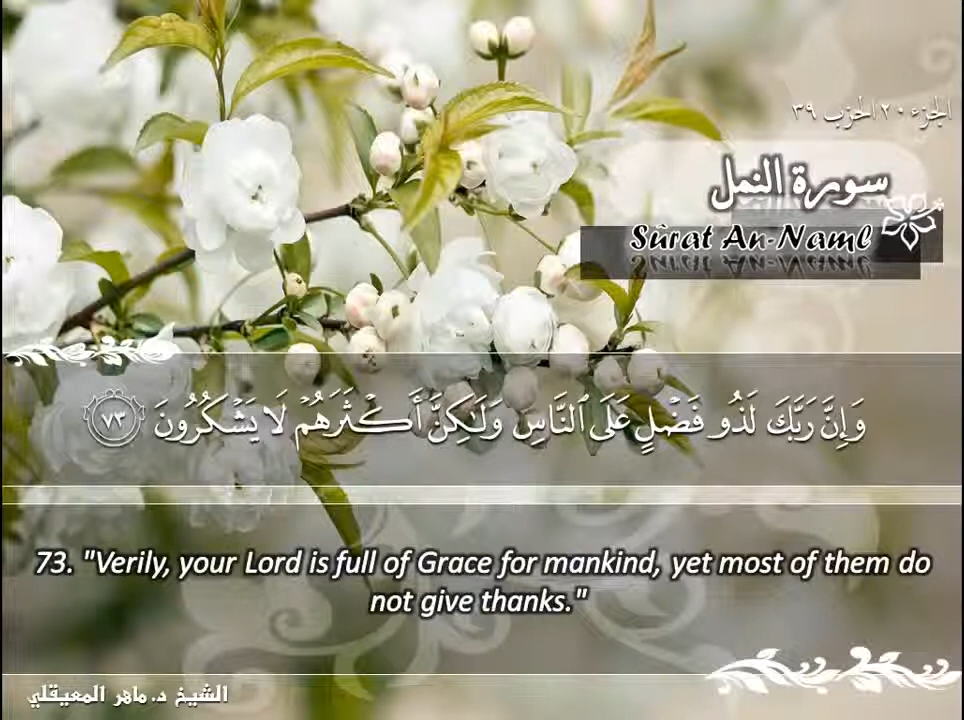 الجزء ٢٠ الحزب ٣٩
سورة النمل
Sûrat An-Naml
وَإِنَّ رَبَّكَ لَذُو فَضْلٍ عَلَى ٱلنَّاسِ وَلَٰكِنَّ أَكْثَرَهُمْ لَا يَشْكُرُونَ ٧٣
73. "Verily, your Lord is full of Grace for mankind, yet most of them do
not give thanks."
الشيخ د. ماهر المعيقلي